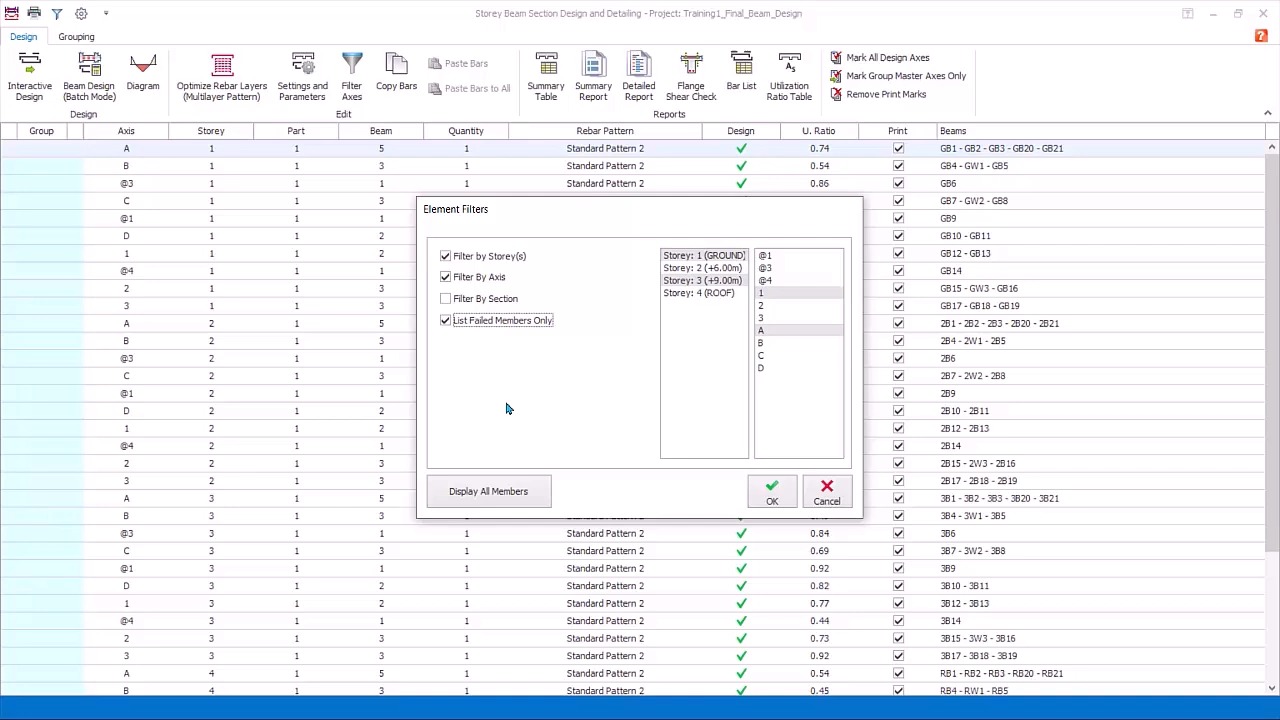 Storey Beam Section Design and Detailing - Project: Training1_Final_Beam_Design
Design Grouping
Interactive Design
Beam Design (Batch Mode)
Diagram
Optimize Rebar Layers (Multilayer Pattern)
Settings and Parameters
Filter Axes
Copy Bars
Paste Bars
Paste Bars to All
Summary Table
Summary Report
Detailed Report
Flange Shear Check
Bar List
Utilization Ratio Table
Mark All Design Axes
Mark Group Master Axes Only
Remove Print Marks
Design Edit Reports
Group Axis Storey Part Beam Quantity Rebar Pattern Design U. Ratio Print Beams
A 1 1 5 1 Standard Pattern 2 0.74 GB1 - GB2 - GB3 - GB20 - GB21
B 1 1 3 1 Standard Pattern 2 0.54 GB4 - GW1 - GB5
@3 1 1 1 1 Standard Pattern 2 0.86 GB6
C 1 1 3 GB7 - GW2 - GB8
@1 1 1 1 GB9
D 1 1 2 GB10 - GB11
1 1 1 2 GB12 - GB13
@4 1 1 1 GB14
2 1 1 3 GB15 - GW3 - GB16
3 1 1 3 GB17 - GB18 - GB19
A 2 1 5 2B1 - 2B2 - 2B3 - 2B20 - 2B21
B 2 1 3 2B4 - 2W1 - 2B5
@3 2 1 1 2B6
C 2 1 3 2B7 - 2W2 - 2B8
@1 2 1 1 2B9
D 2 1 2 2B10 - 2B11
1 2 1 2 2B12 - 2B13
@4 2 1 1 2B14
2 2 1 3 2B15 - 2W3 - 2B16
3 2 1 3 2B17 - 2B18 - 2B19
A 3 1 5 3B1 - 3B2 - 3B3 - 3B20 - 3B21
B 3 1 3 3B4 - 3W1 - 3B5
@3 3 1 1 1 Standard Pattern 2 0.84 3B6
C 3 1 3 1 Standard Pattern 2 0.69 3B7 - 3W2 - 3B8
@1 3 1 1 1 Standard Pattern 2 0.92 3B9
D 3 1 2 1 Standard Pattern 2 0.82 3B10 - 3B11
1 3 1 2 1 Standard Pattern 2 0.77 3B12 - 3B13
@4 3 1 1 1 Standard Pattern 2 0.44 3B14
2 3 1 3 1 Standard Pattern 2 0.73 3B15 - 3W3 - 3B16
3 3 1 3 1 Standard Pattern 2 0.92 3B17 - 3B18 - 3B19
A 4 1 5 1 Standard Pattern 2 0.54 RB1 - RB2 - RB3 - RB20 - RB21
B 4 1 3 1 Standard Pattern 2 0.45 RB4 - RW1 - RB5
Element Filters
Filter by Storey(s)
Filter By Axis
Filter By Section
List Failed Members Only
Storey: 1 (GROUND)
Storey: 2 (+6.00m)
Storey: 3 (+9.00m)
Storey: 4 (ROOF)
@1
@3
@4
1
2
3
A
B
C
D
Display All Members
OK
Cancel